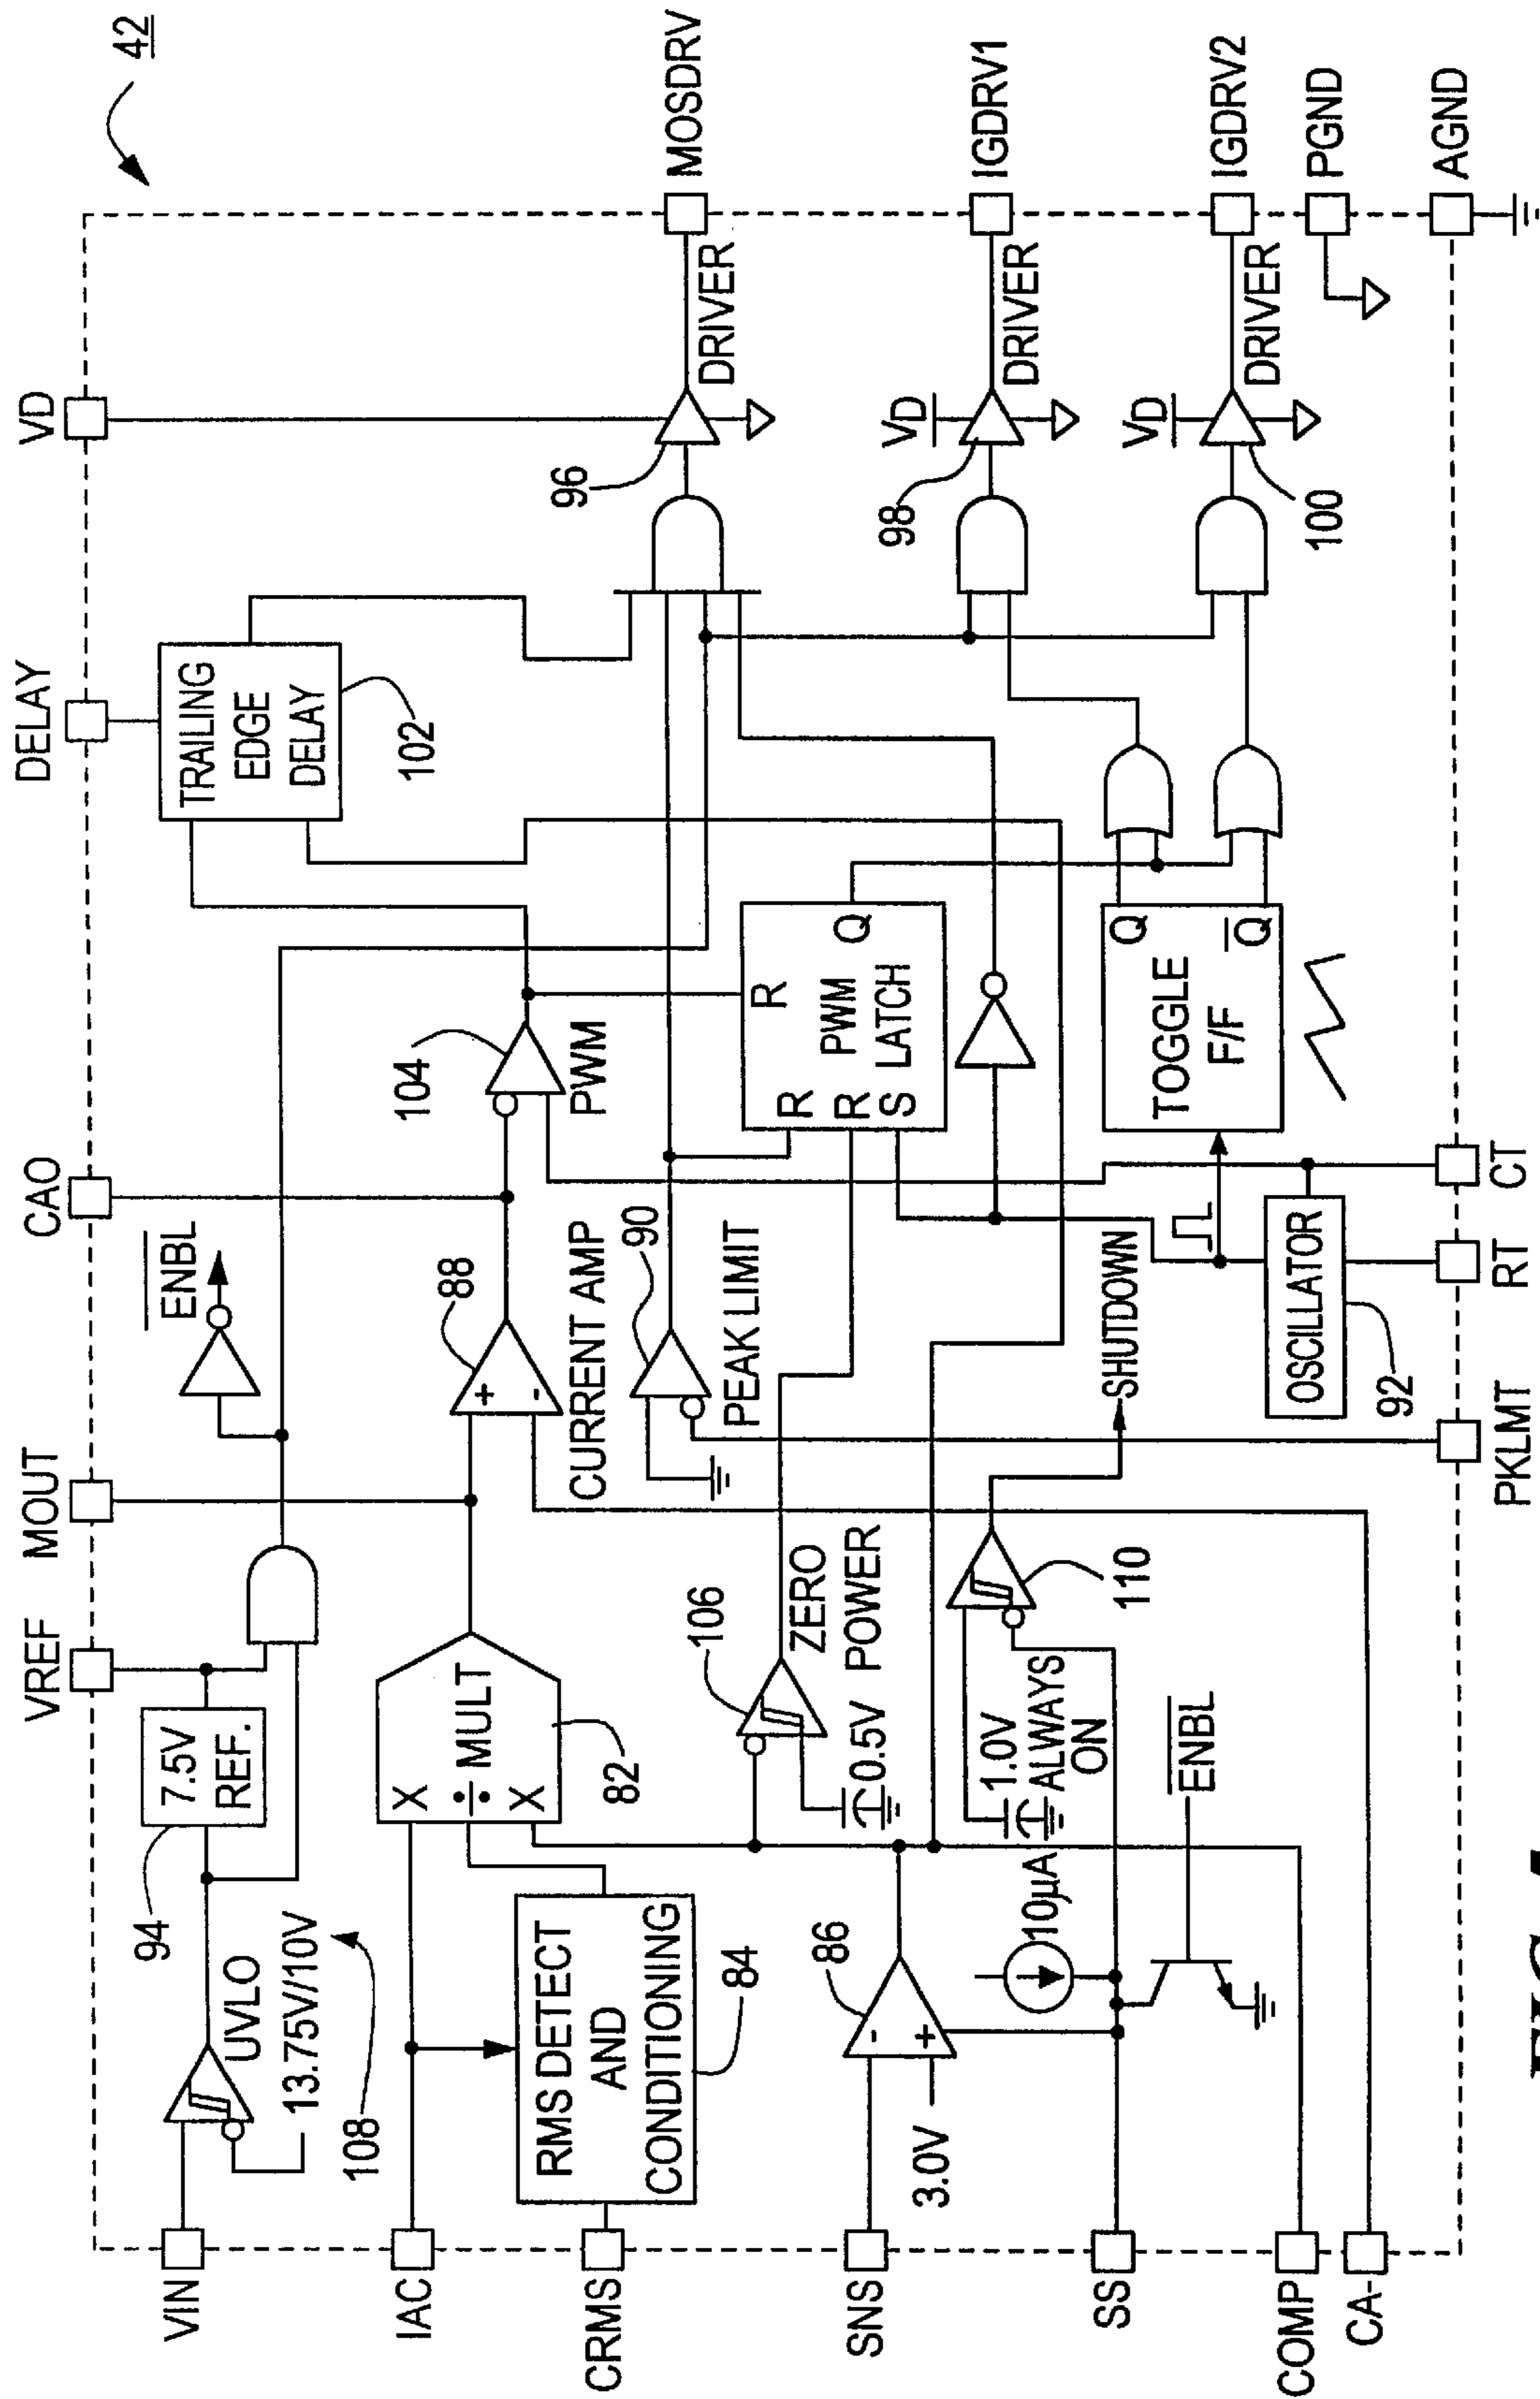 42
VREF
MOUT
CAO
DELAY
VD
VIN
UVLO
13.75V/10V
108
94
7.5V
REF.
ENBL
TRAILING
EDGE
DELAY
102
IAC
X
÷ MULT
X
82
+
-
88
CURRENT AMP
104
PWM
96
DRIVER
MOSDRV
CRMS
RMS DETECT
AND
CONDITIONING
84
106
ZERO
POWER
0.5V
90
PEAK LIMIT
R
R
R
S
Q
PWM
LATCH
VD
98
DRIVER
IGDRV1
SNS
3.0V
-
+
86
10µA
1.0V
ALWAYS
ON
110
SHUTDOWN
TOGGLE
F/F
Q
Q̅
VD
100
DRIVER
IGDRV2
SS
ENBL
OSCILLATOR
92
PGND
COMP
CA-
AGND
PKLMT
RT
CT